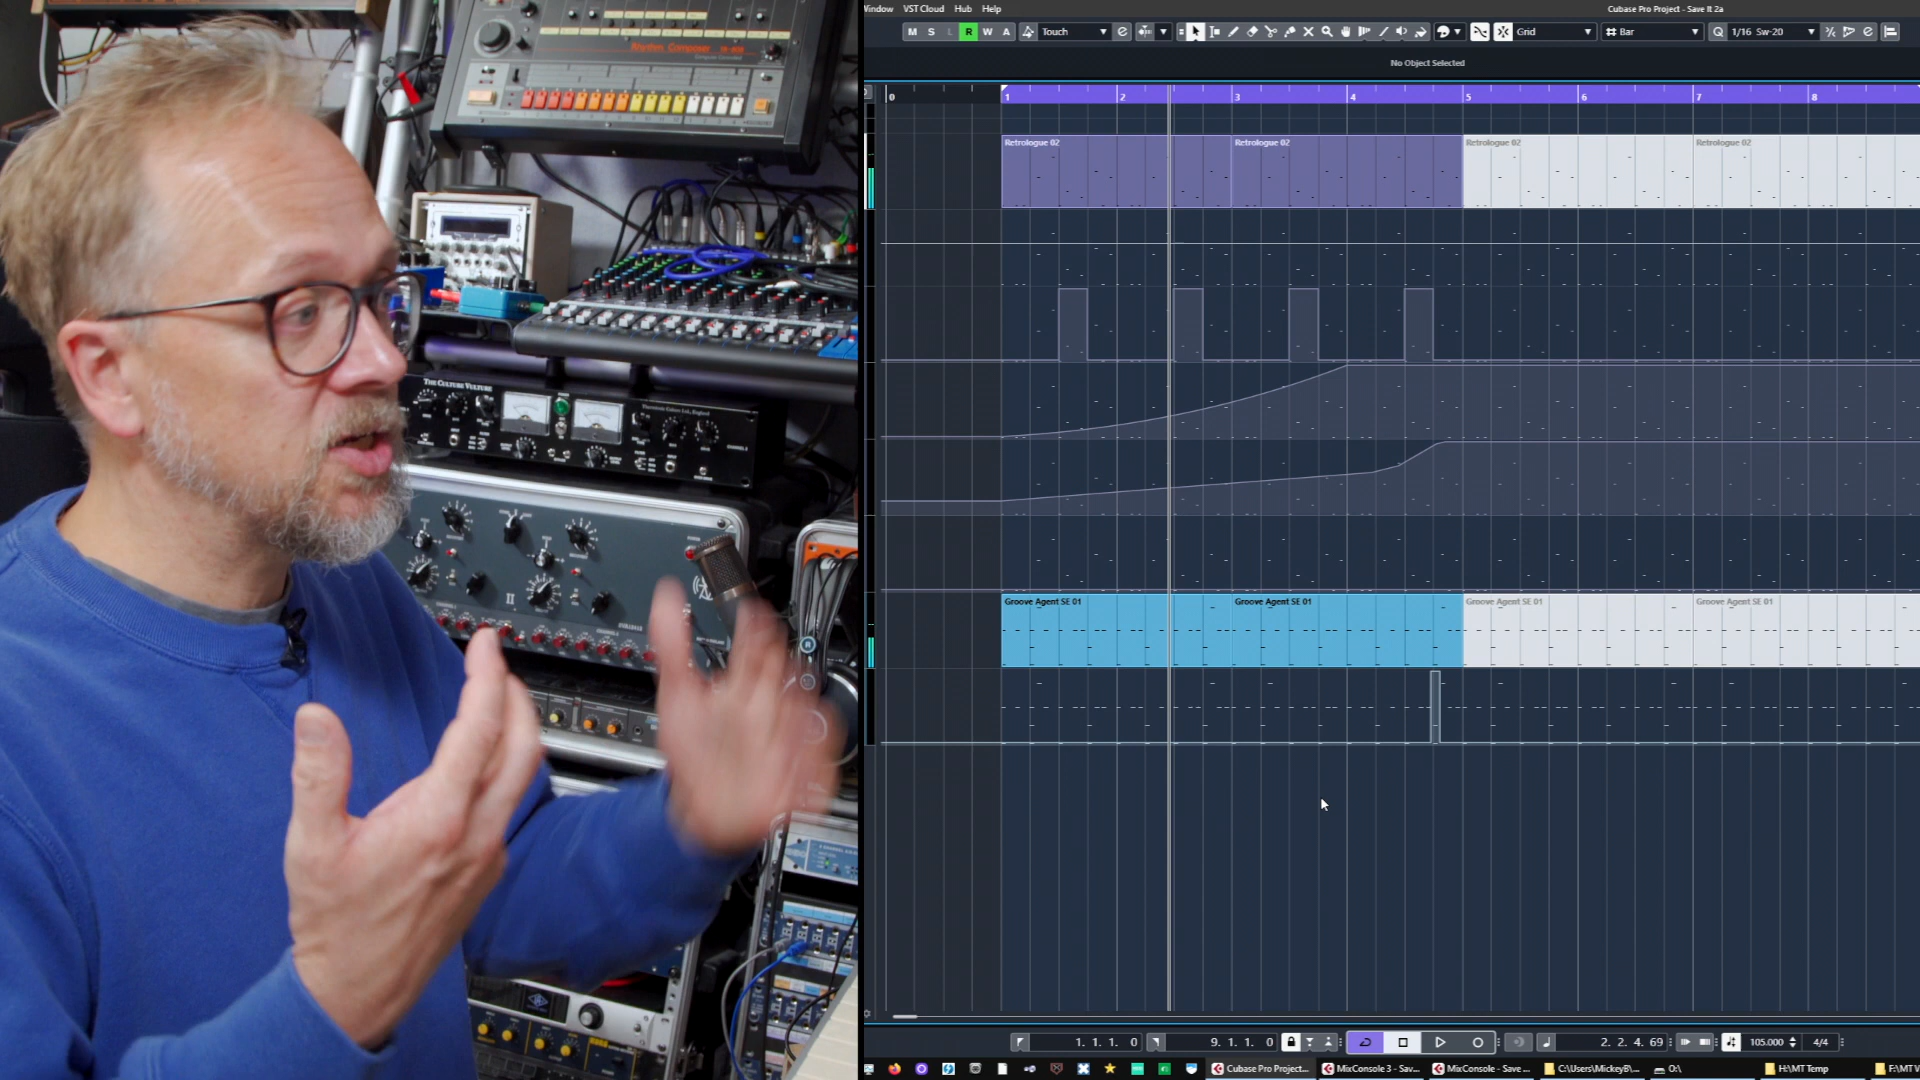 Rhythm Composer TR-808
THE CULTURE VULTURE
II
Window VST Cloud Hub Help
Cubase Pro Project - Save It 2a
M S L R W A Touch Grid Bar Q 1/16 Sw-20
No Object Selected
0 1 2 3 4 5 6 7 8
Retrologue 02 Retrologue 02 Retrologue 02 Retrologue 02
Groove Agent SE 01 Groove Agent SE 01 Groove Agent SE 01 Groove Agent SE 01
1. 1. 1. 0 9. 1. 1. 0 2. 2. 4. 69 105.000 4/4
Cubase Pro Project... MixConsole 3 - Sav... MixConsole - Save ... C:\Users\MickeyB\... O:\ H:\MT Temp F:\MT V